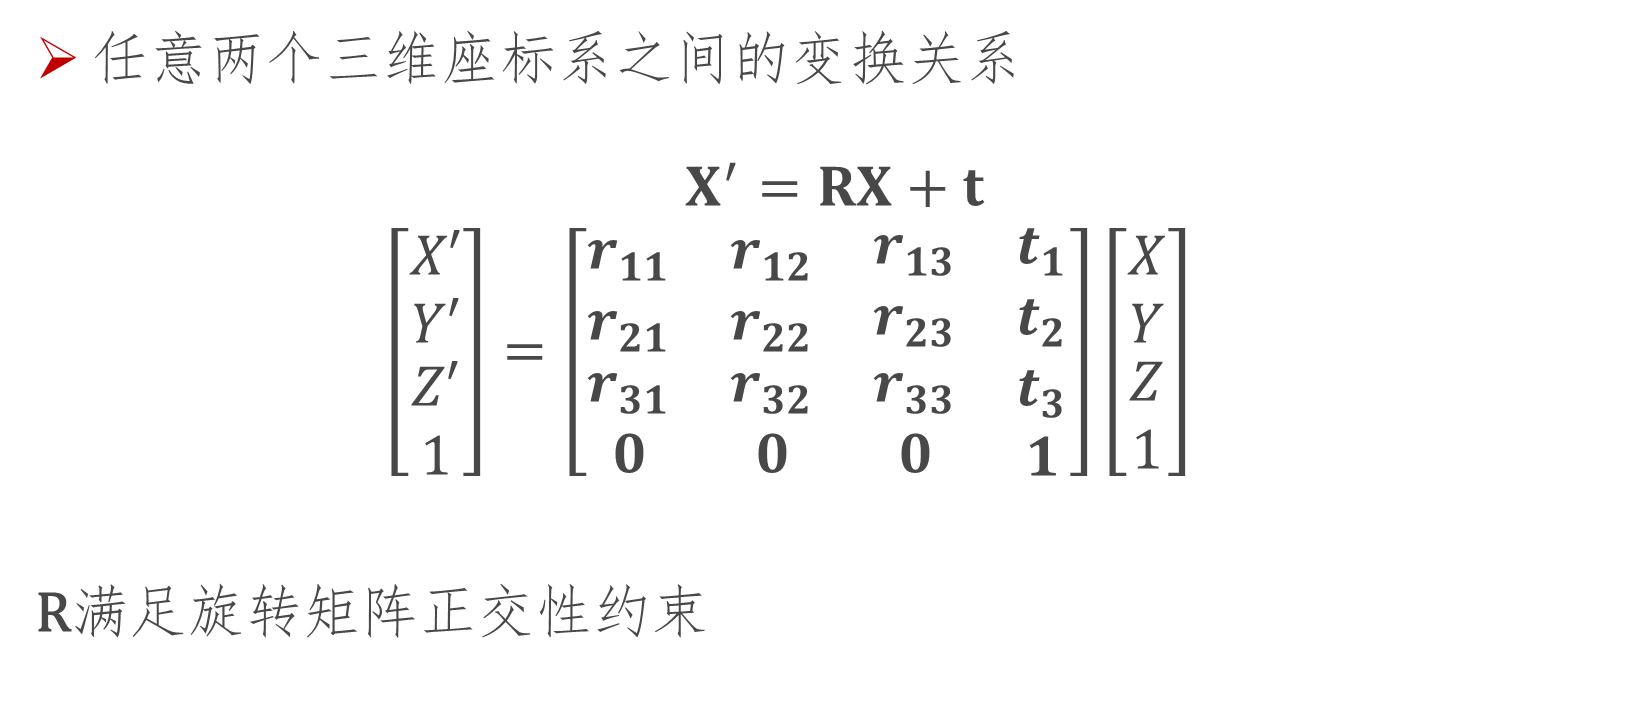 任意两个三维座标系之间的变换关系
X′ = RX + t
[X′ Y′ Z′ 1] = [r11 r12 r13 t1; r21 r22 r23 t2; r31 r32 r33 t3; 0 0 0 1] [X Y Z 1]
R满足旋转矩阵正交性约束